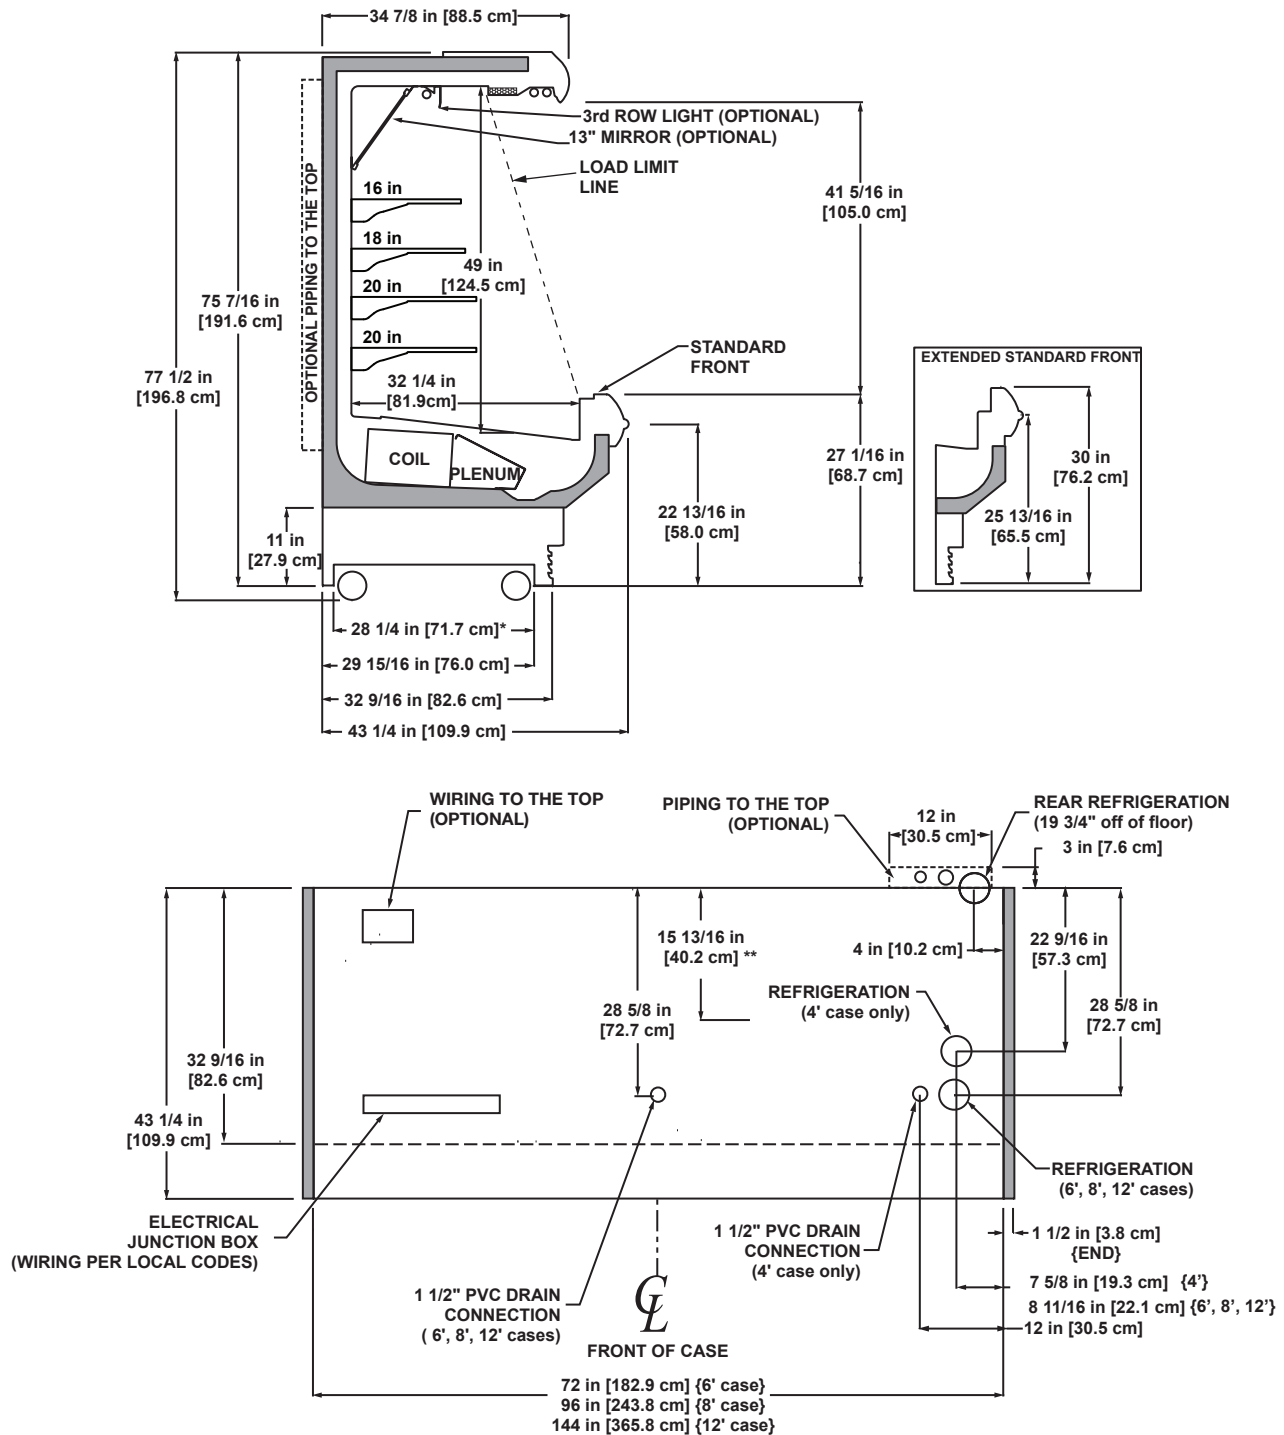 34 7/8 in [88.5 cm]
3rd ROW LIGHT (OPTIONAL)
13" MIRROR (OPTIONAL)
LOAD LIMIT
LINE
OPTIONAL PIPING TO THE TOP
16 in
18 in
20 in
20 in
49 in
[124.5 cm]
41 5/16 in
[105.0 cm]
75 7/16 in
[191.6 cm]
77 1/2 in
[196.8 cm]
32 1/4 in
[81.9cm]
STANDARD
FRONT
COIL
PLENUM
27 1/16 in
[68.7 cm]
22 13/16 in
[58.0 cm]
11 in
[27.9 cm]
28 1/4 in [71.7 cm]*
29 15/16 in [76.0 cm]
32 9/16 in [82.6 cm]
43 1/4 in [109.9 cm]
EXTENDED STANDARD FRONT
30 in
[76.2 cm]
25 13/16 in
[65.5 cm]
WIRING TO THE TOP
(OPTIONAL)
PIPING TO THE TOP
(OPTIONAL)
12 in
[30.5 cm]
REAR REFRIGERATION
(19 3/4" off of floor)
3 in [7.6 cm]
15 13/16 in
[40.2 cm] **
4 in [10.2 cm]
22 9/16 in
[57.3 cm]
28 5/8 in
[72.7 cm]
REFRIGERATION
(4' case only)
28 5/8 in
[72.7 cm]
32 9/16 in
[82.6 cm]
43 1/4 in
[109.9 cm]
REFRIGERATION
(6', 8', 12' cases)
ELECTRICAL
JUNCTION BOX
(WIRING PER LOCAL CODES)
1 1/2" PVC DRAIN
CONNECTION
( 6', 8', 12' cases)
1 1/2" PVC DRAIN
CONNECTION
(4' case only)
CL
FRONT OF CASE
1 1/2 in [3.8 cm]
{END}
7 5/8 in [19.3 cm] {4’}
8 11/16 in [22.1 cm] {6’, 8’, 12’}
12 in [30.5 cm]
72 in [182.9 cm] {6' case}
96 in [243.8 cm] {8' case}
144 in [365.8 cm] {12' case}